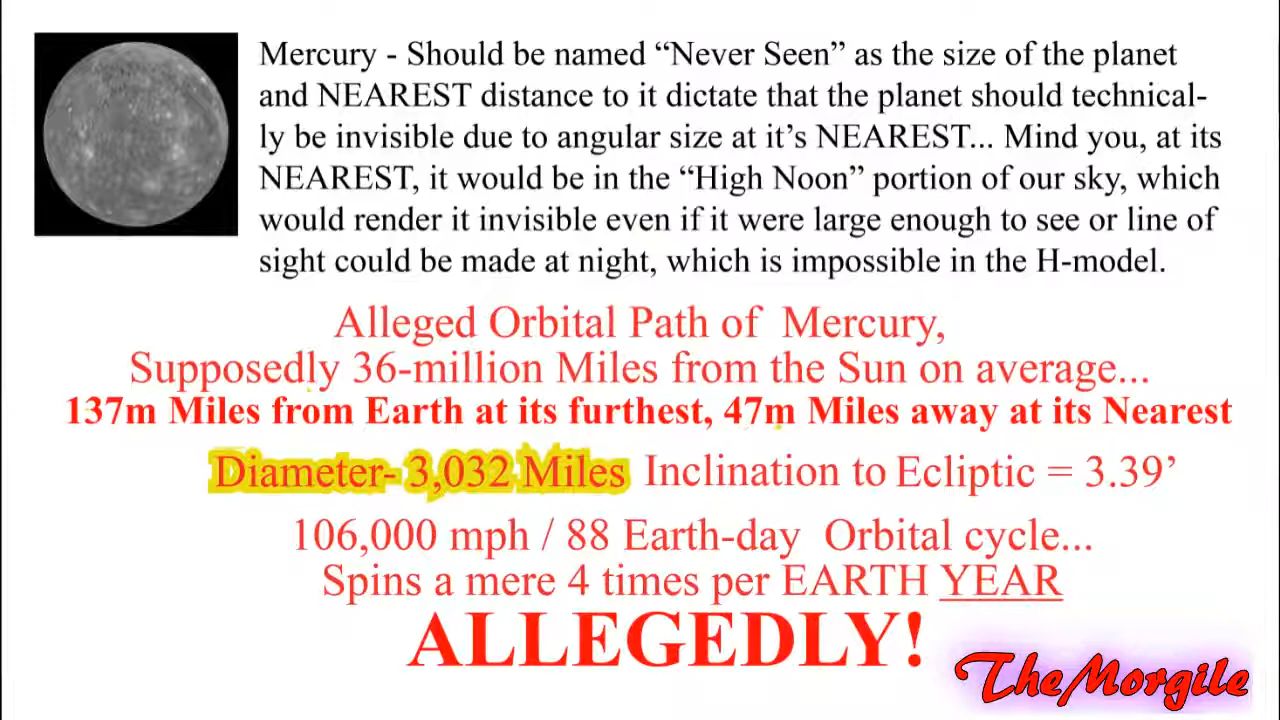 Mercury - Should be named “Never Seen” as the size of the planet
and NEAREST distance to it dictate that the planet should technical-
ly be invisible due to angular size at it’s NEAREST... Mind you, at its
NEAREST, it would be in the “High Noon” portion of our sky, which
would render it invisible even if it were large enough to see or line of
sight could be made at night, which is impossible in the H-model.
Alleged Orbital Path of Mercury,
Supposedly 36-million Miles from the Sun on average...
137m Miles from Earth at its furthest, 47m Miles away at its Nearest
Diameter- 3,032 Miles Inclination to Ecliptic = 3.39’
106,000 mph / 88 Earth-day Orbital cycle...
Spins a mere 4 times per EARTH YEAR
ALLEGEDLY!
TheMorgile